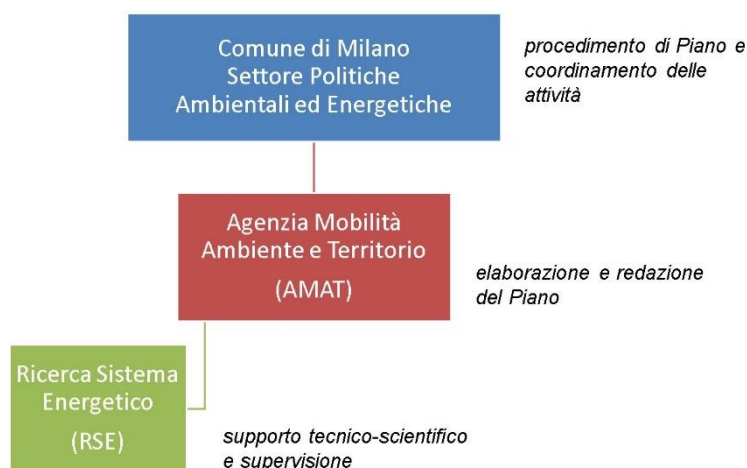 Comune di Milano
Settore Politiche
Ambientali ed Energetiche
procedimento di Piano e
coordinamento delle
attività
Agenzia Mobilità
Ambiente e Territorio
(AMAT)
elaborazione e redazione
del Piano
Ricerca Sistema
Energetico
(RSE)
supporto tecnico-scientifico
e supervisione